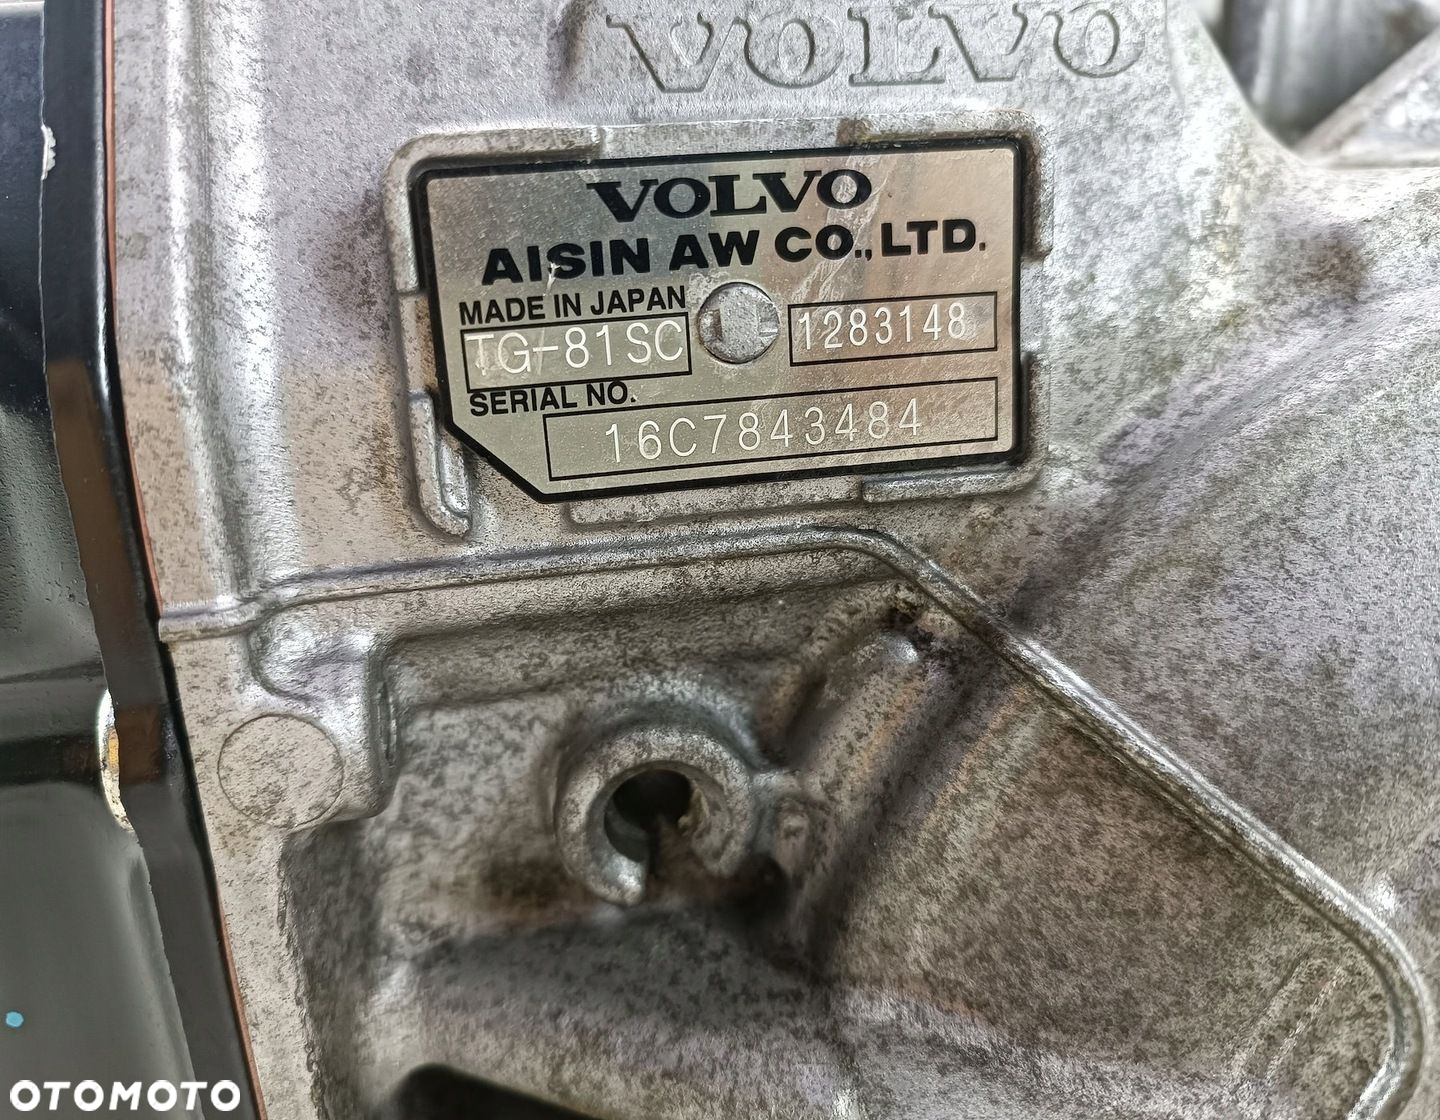 VOLVO
VOLVO
AISIN AW CO., LTD.
MADE IN JAPAN
TG-81SC
1283148
SERIAL NO.
16C7843484
OTOMOTO